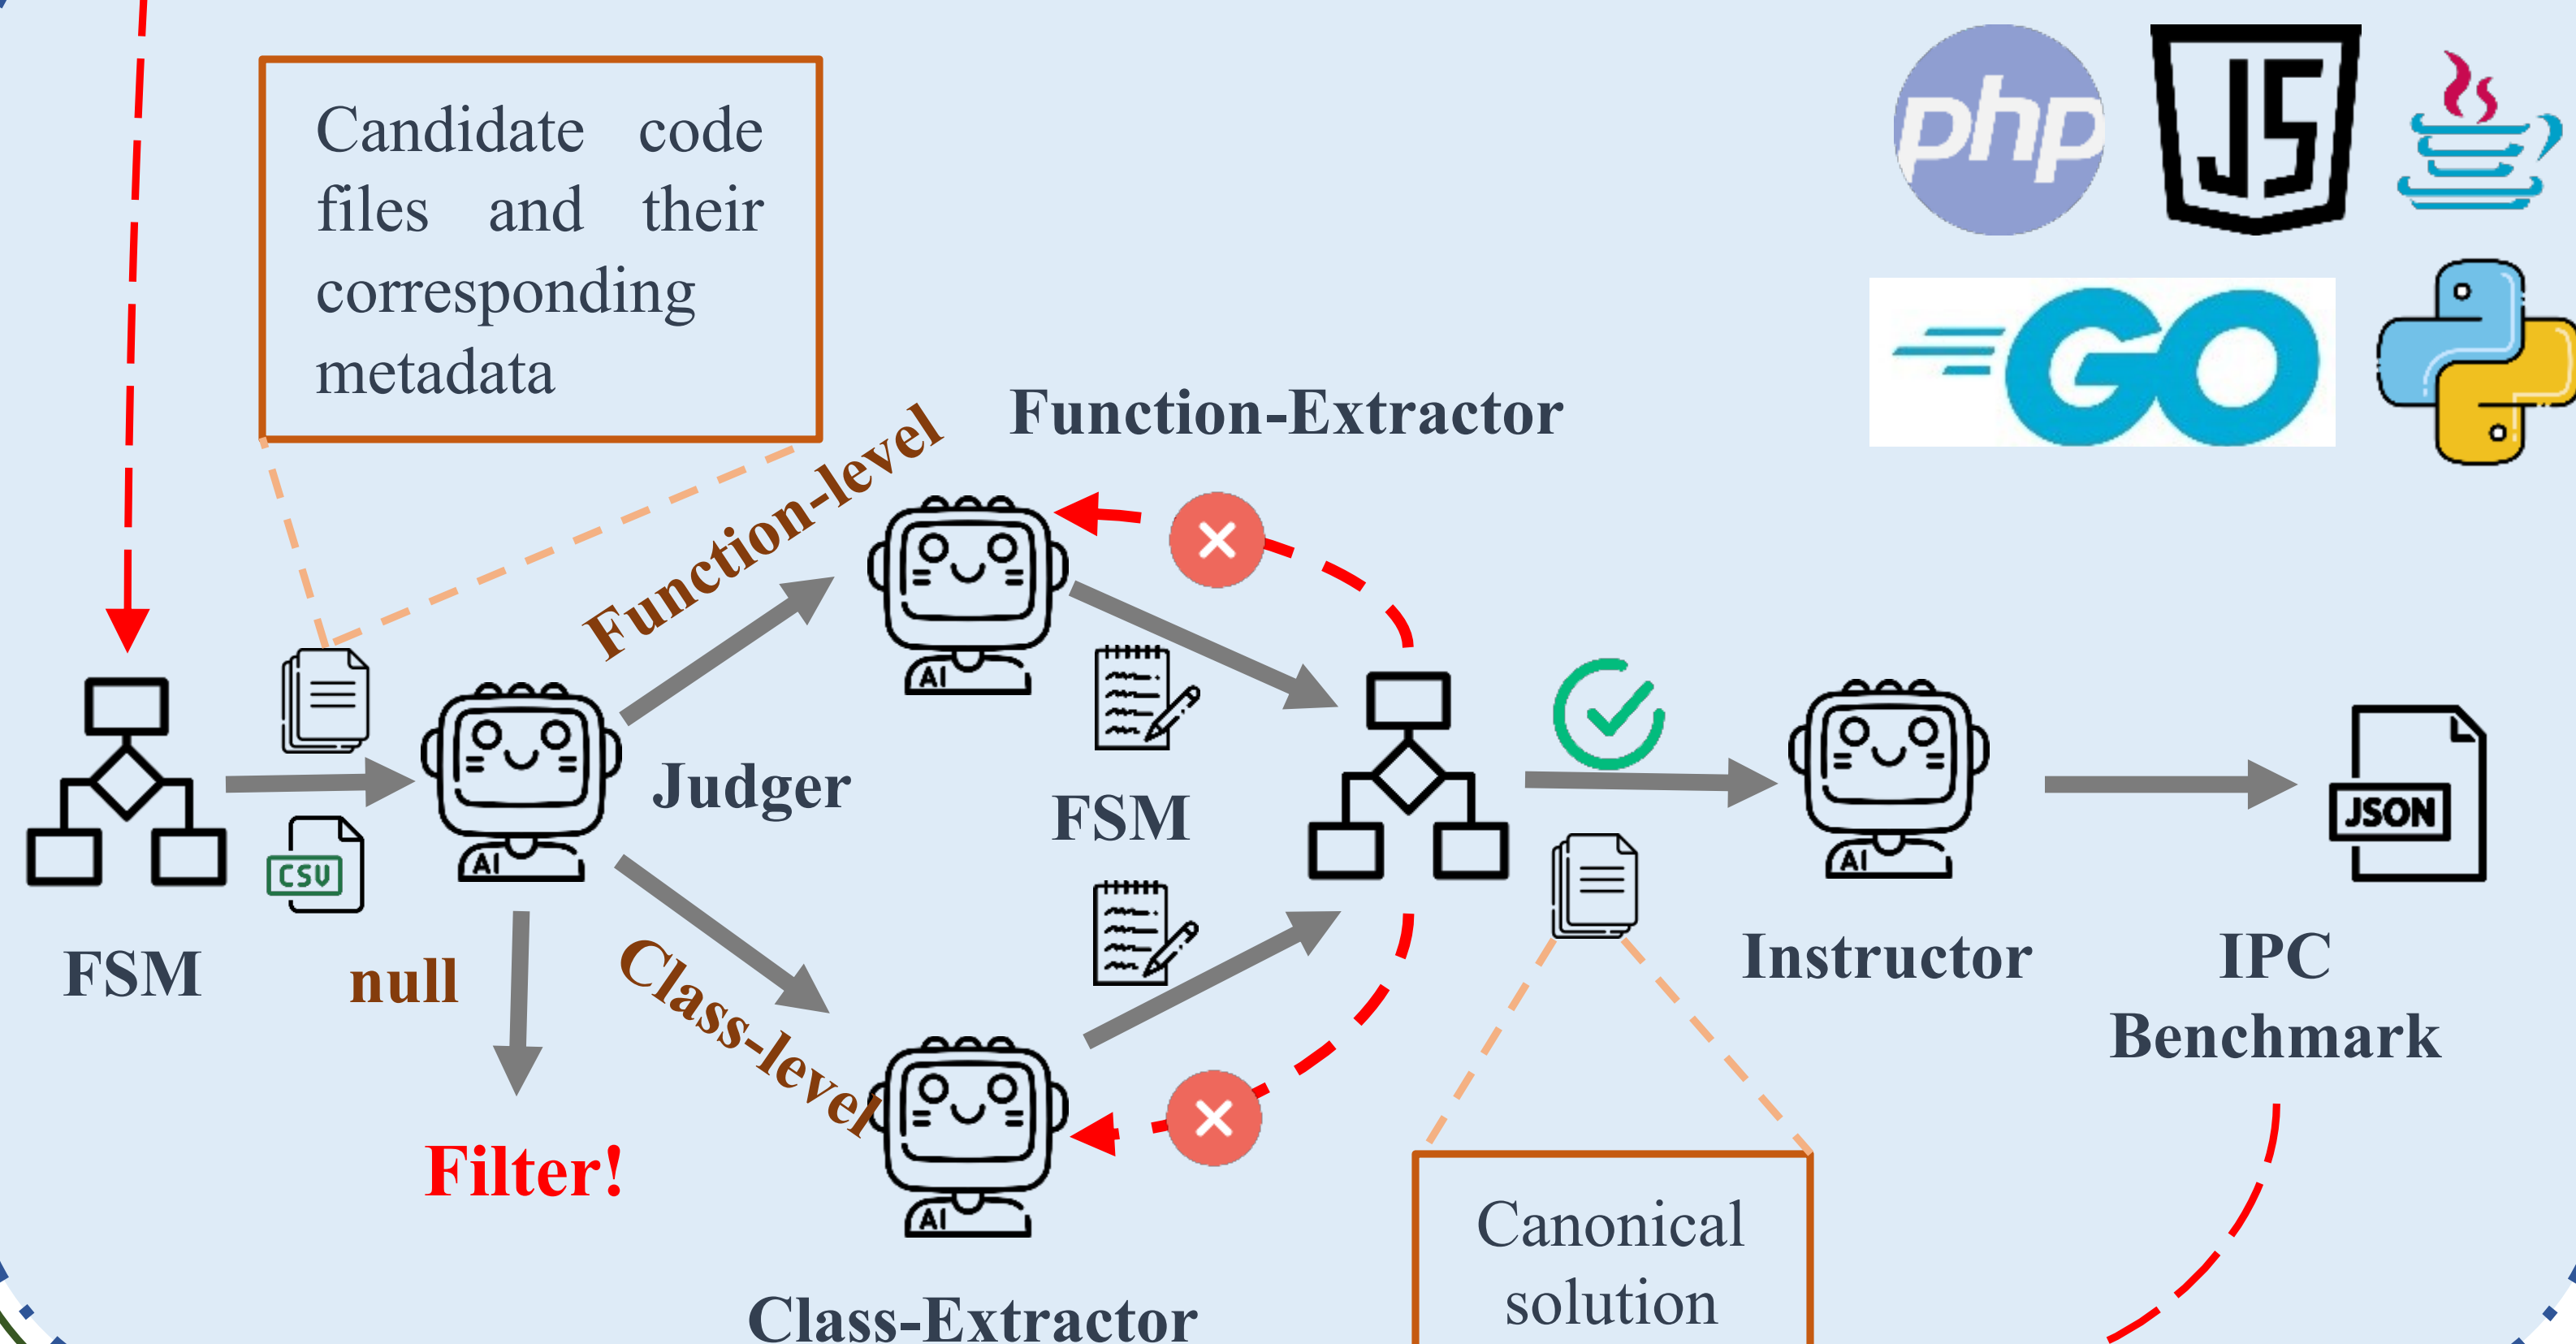 Candidate code
files and their
corresponding
metadata
php
JS
GO
Function-Extractor
Function-level
AI
Judger
AI
CSV
FSM
FSM
null
Filter!
Class-level
AI
Class-Extractor
AI
Instructor
JSON
IPC
Benchmark
Canonical
solution